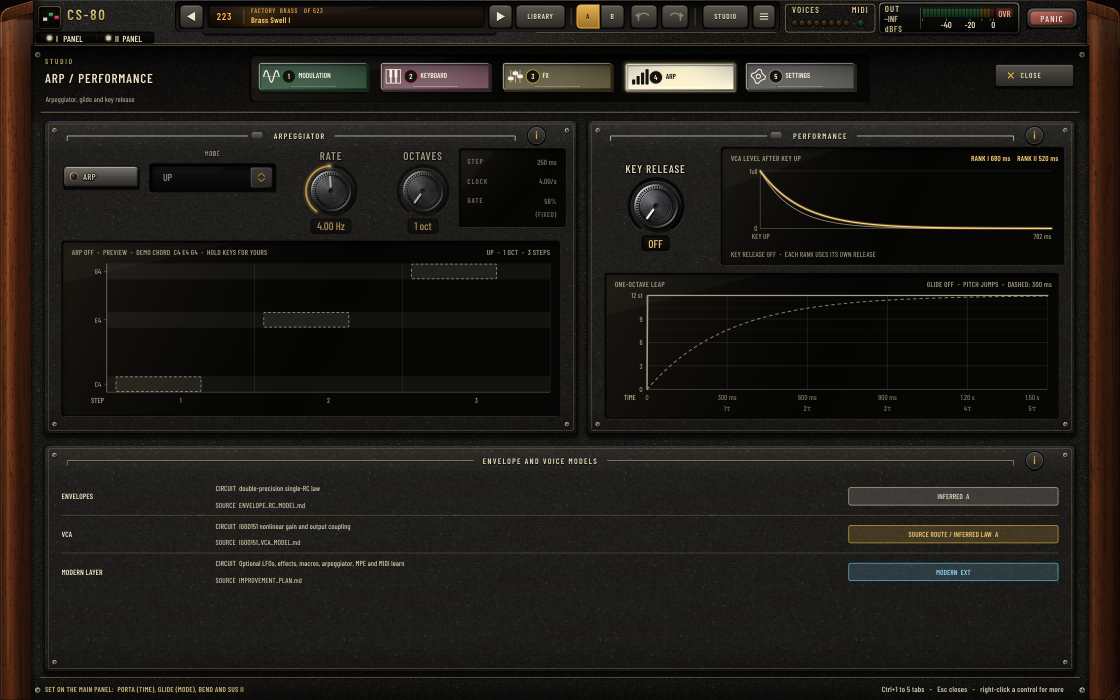 CS-80
223
FACTORY BRASS OF 523
Brass Swell I
LIBRARY
A
B
STUDIO
VOICES MIDI
OUT
-INF
dBFS
-40 -20 0
OVR
PANIC
I PANEL
II PANEL
STUDIO
ARP / PERFORMANCE
Arpeggiator, glide and key release
1 MODULATION
2 KEYBOARD
3 FX
4 ARP
5 SETTINGS
CLOSE
ARPEGGIATOR
i
ARP
MODE
UP
RATE
4.00 Hz
OCTAVES
1 oct
STEP 250 ms
CLOCK 4.00/s
GATE 58%
(FIXED)
ARP OFF - PREVIEW - DEMO CHORD C4 E4 G4 - HOLD KEYS FOR YOURS
UP - 1 OCT - 3 STEPS
G4
E4
C4
STEP 1 2 3
PERFORMANCE
i
KEY RELEASE
OFF
VCA LEVEL AFTER KEY UP
RANK I 680 ms RANK II 520 ms
full
0
KEY UP
782 ms
KEY RELEASE OFF - EACH RANK USES ITS OWN RELEASE
ONE-OCTAVE LEAP
GLIDE OFF - PITCH JUMPS - DASHED: 300 ms
12 st
9
6
3
0
TIME 0 300 ms 600 ms 900 ms 1.20 s 1.50 s
1τ 2τ 3τ 4τ 5τ
ENVELOPE AND VOICE MODELS
i
ENVELOPES
CIRCUIT double-precision single-RC law
SOURCE ENVELOPE_RC_MODEL.md
INFERRED A
VCA
CIRCUIT IG00151 nonlinear gain and output coupling
SOURCE IG00151_VCA_MODEL.md
SOURCE ROUTE / INFERRED LAW A
MODERN LAYER
CIRCUIT Optional LFOs, effects, macros, arpeggiator, MPE and MIDI learn
SOURCE IMPROVEMENT_PLAN.md
MODERN EXT
SET ON THE MAIN PANEL: PORTA (TIME), GLIDE (MODE), BEND AND SUS II
Ctrl+1 to 5 tabs - Esc closes - right-click a control for more